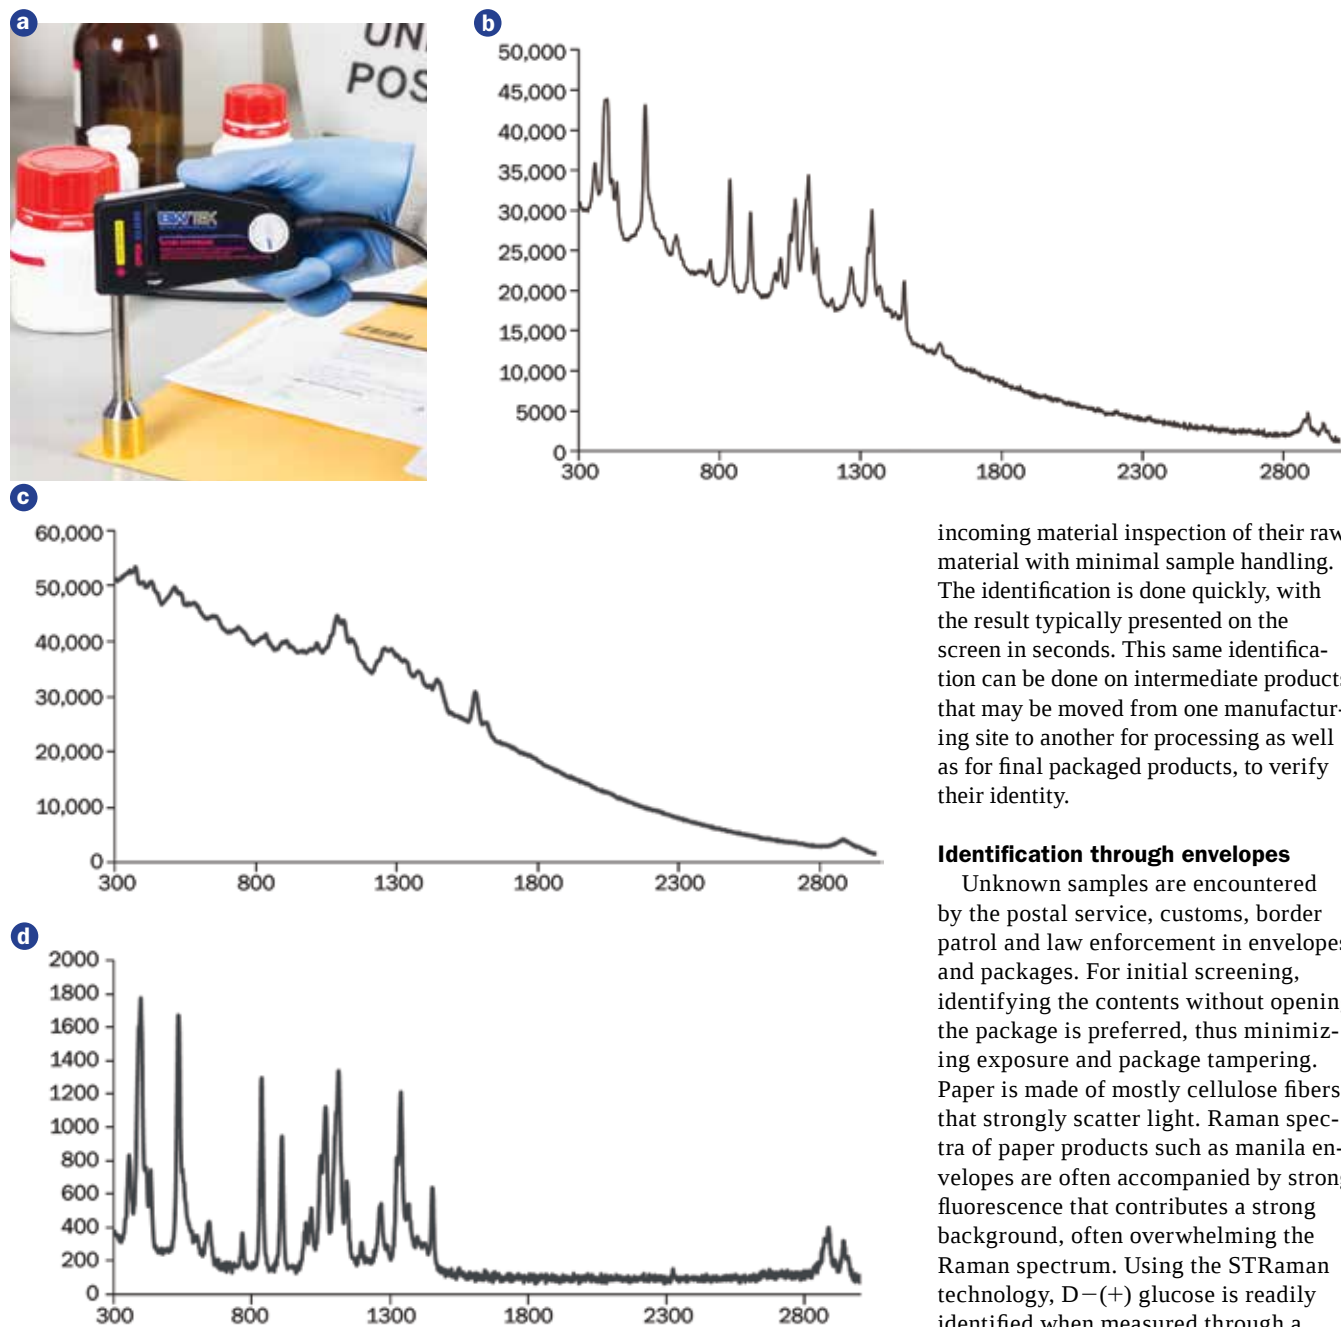 a
UN
POS
BWTEK
b
50,000
45,000
40,000
35,000
30,000
25,000
20,000
15,000
10,000
5000
0
300 800 1300 1800 2300 2800
c
60,000
50,000
40,000
30,000
20,000
10,000
0
300 800 1300 1800 2300 2800
d
2000
1800
1600
1400
1200
1000
800
600
400
200
0
300 800 1300 1800 2300 2800
incoming material inspection of their raw
material with minimal sample handling.
The identification is done quickly, with
the result typically presented on the
screen in seconds. This same identifica-
tion can be done on intermediate products
that may be moved from one manufactur-
ing site to another for processing as well
as for final packaged products, to verify
their identity.
Identification through envelopes
Unknown samples are encountered
by the postal service, customs, border
patrol and law enforcement in envelopes
and packages. For initial screening,
identifying the contents without openin
the package is preferred, thus minimiz-
ing exposure and package tampering.
Paper is made of mostly cellulose fibers
that strongly scatter light. Raman spec-
tra of paper products such as manila en-
velopes are often accompanied by strong
fluorescence that contributes a strong
background, often overwhelming the
Raman spectrum. Using the STRaman
technology, D−(+) glucose is readily
identified when measured through a